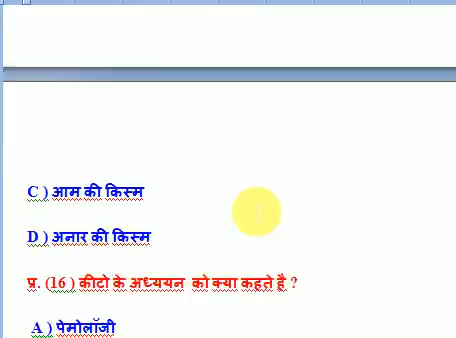 C ) आम की किस्म
D ) अनार की किस्म
प्र. (16 ) कीटो के अध्ययन को क्या कहते है ?
A ) पेमोलॉजी